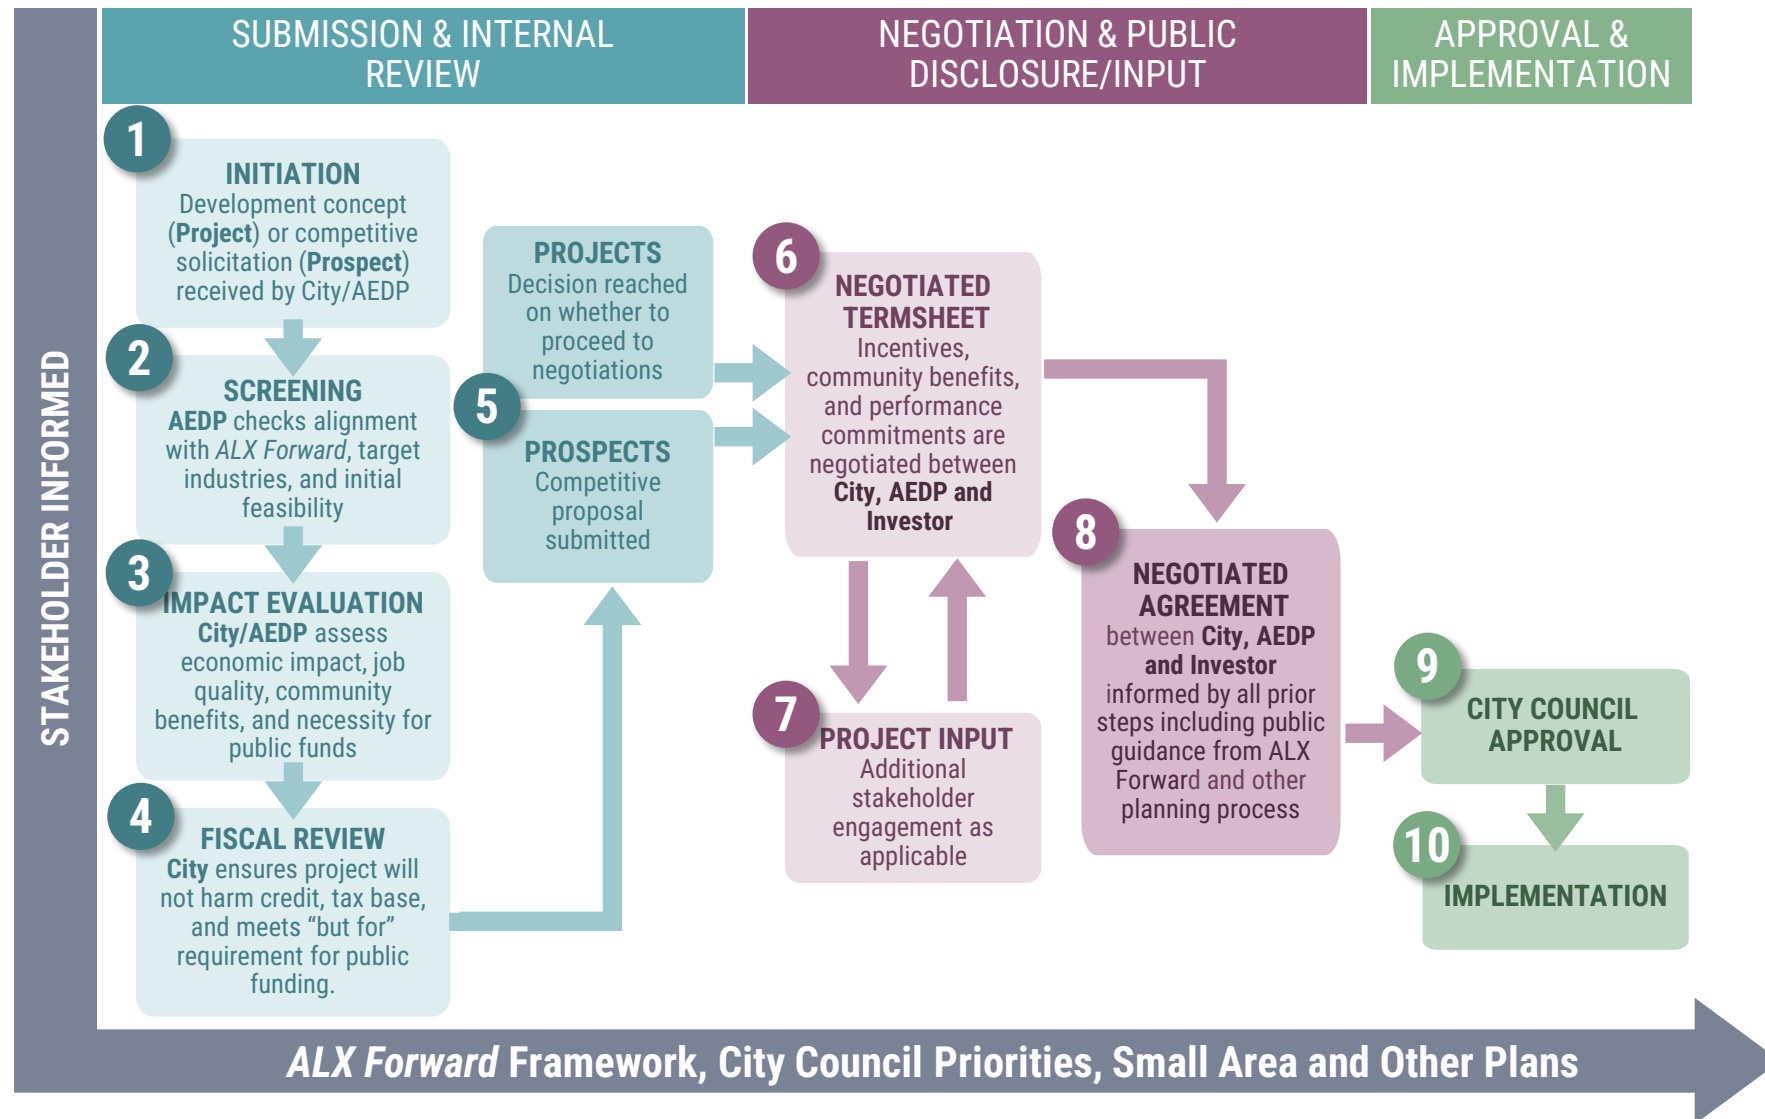 SUBMISSION & INTERNAL
REVIEW
NEGOTIATION & PUBLIC
DISCLOSURE/INPUT
APPROVAL &
IMPLEMENTATION
STAKEHOLDER INFORMED
1
INITIATION
Development concept
(Project) or competitive
solicitation (Prospect)
received by City/AEDP
2
SCREENING
AEDP checks alignment
with ALX Forward, target
industries, and initial
feasibility
3
IMPACT EVALUATION
City/AEDP assess
economic impact, job
quality, community
benefits, and necessity for
public funds
4
FISCAL REVIEW
City ensures project will
not harm credit, tax base,
and meets “but for”
requirement for public
funding.
5
PROJECTS
Decision reached
on whether to
proceed to
negotiations
PROSPECTS
Competitive
proposal
submitted
6
NEGOTIATED
TERMSHEET
Incentives,
community benefits,
and performance
commitments are
negotiated between
City, AEDP and
Investor
7
PROJECT INPUT
Additional
stakeholder
engagement as
applicable
8
NEGOTIATED
AGREEMENT
between City, AEDP
and Investor
informed by all prior
steps including public
guidance from ALX
Forward and other
planning process
9
CITY COUNCIL
APPROVAL
10
IMPLEMENTATION
ALX Forward Framework, City Council Priorities, Small Area and Other Plans